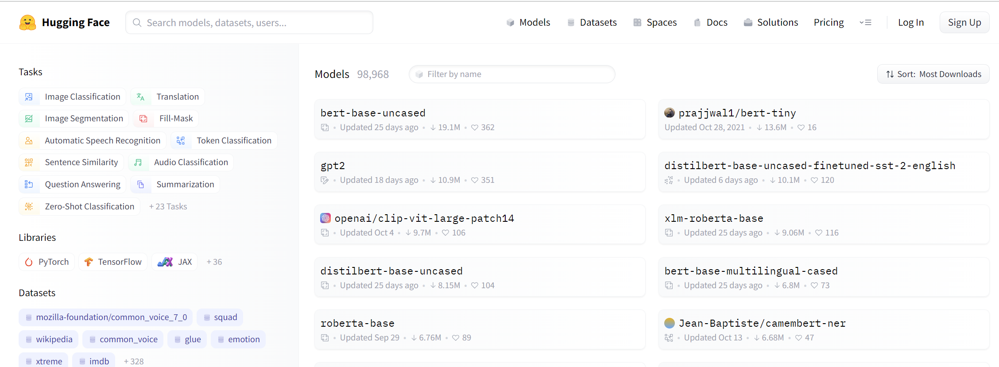 Hugging Face
Search models, datasets, users...
Models
Datasets
Spaces
Docs
Solutions
Pricing
Log In
Sign Up
Tasks
Image Classification
Translation
Image Segmentation
Fill-Mask
Automatic Speech Recognition
Token Classification
Sentence Similarity
Audio Classification
Question Answering
Summarization
Zero-Shot Classification
+ 23 Tasks
Libraries
PyTorch
TensorFlow
JAX
+ 36
Datasets
mozilla-foundation/common_voice_7_0
squad
wikipedia
common_voice
glue
emotion
xtreme
imdb
+ 328
Models 98,968
Filter by name
Sort: Most Downloads
bert-base-uncased
Updated 25 days ago • 19.1M • 362
prajjwal1/bert-tiny
Updated Oct 28, 2021 • 13.6M • 16
gpt2
Updated 18 days ago • 10.9M • 351
distilbert-base-uncased-finetuned-sst-2-english
Updated 6 days ago • 10.1M • 120
openai/clip-vit-large-patch14
Updated Oct 4 • 9.7M • 106
xlm-roberta-base
Updated 25 days ago • 9.06M • 116
distilbert-base-uncased
Updated 25 days ago • 8.15M • 104
bert-base-multilingual-cased
Updated 25 days ago • 6.8M • 73
roberta-base
Updated Sep 29 • 6.76M • 89
Jean-Baptiste/camembert-ner
Updated Oct 13 • 6.68M • 47